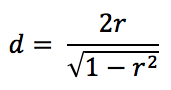 d = 2r / √(1 − r²)